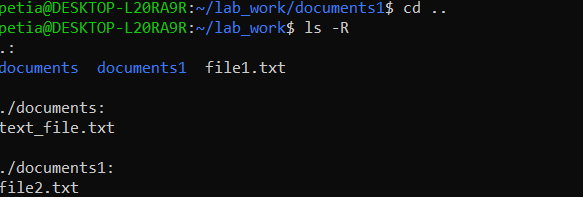 petia@DESKTOP-L20RA9R:~/lab_work/documents1$ cd ..
petia@DESKTOP-L20RA9R:~/lab_work$ ls -R
.:
documents  documents1  file1.txt

./documents:
text_file.txt

./documents1:
file2.txt